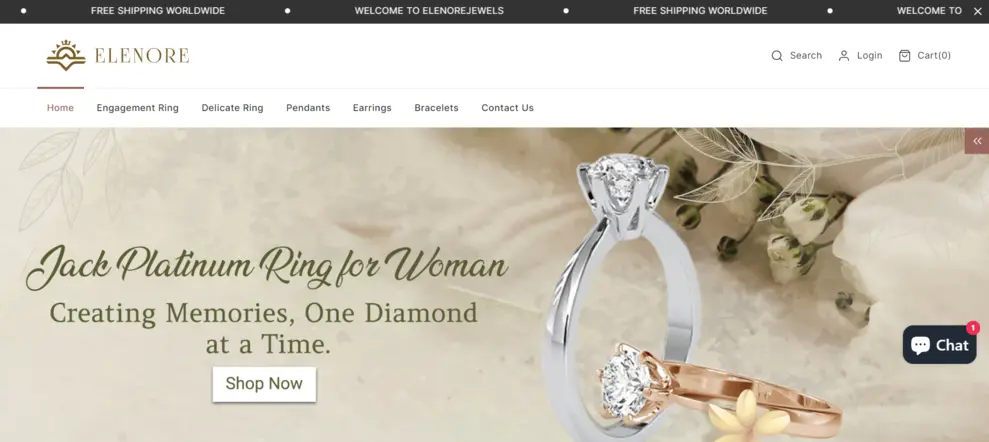 FREE SHIPPING WORLDWIDE WELCOME TO ELENOREJEWELS FREE SHIPPING WORLDWIDE WELCOME TO
ELENORE
Search Login Cart(0)
Home Engagement Ring Delicate Ring Pendants Earrings Bracelets Contact Us
Jack Platinum Ring for Woman
Creating Memories, One Diamond
at a Time.
Shop Now
1
Chat